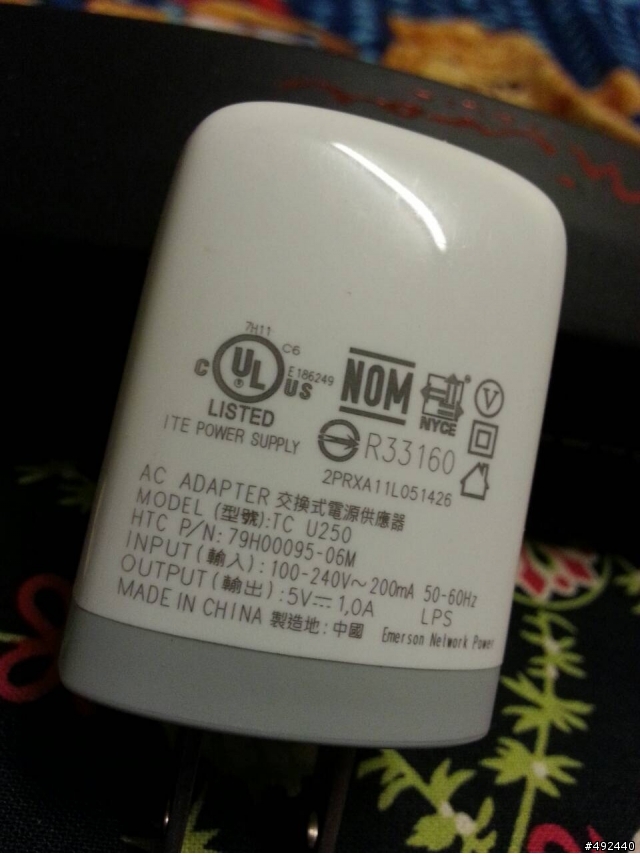 7H11
C6
C UL ® US
E186249
LISTED
ITE POWER SUPPLY
NOM
NYCE
V
R33160
2PRXA11L051426
AC ADAPTER 交換式電源供應器
MODEL (型號):TC U250
HTC P/N: 79H00095-06M
INPUT(輸入):100-240V~200mA 50-60Hz
OUTPUT(輸出):5V⎓1,0A LPS
MADE IN CHINA 製造地:中國 Emerson Network Power
#492440